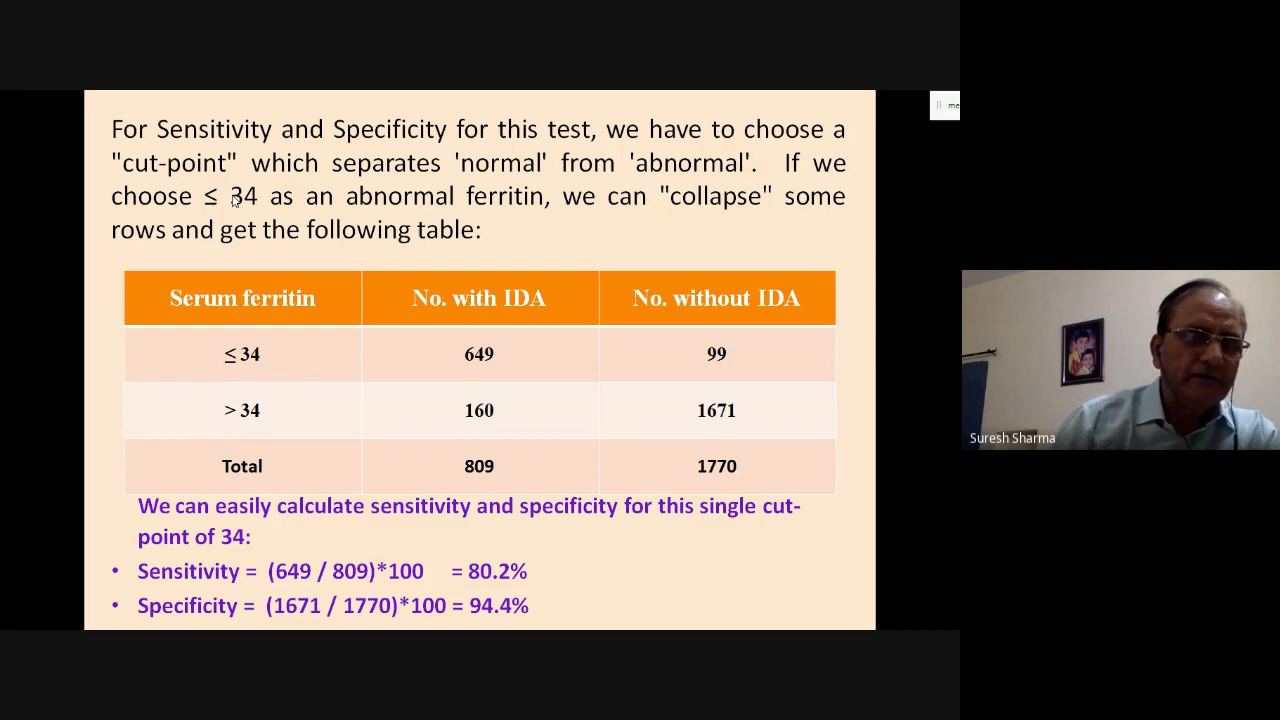 For Sensitivity and Specificity for this test, we have to choose a
"cut-point" which separates 'normal' from 'abnormal'. If we
choose ≤ 34 as an abnormal ferritin, we can "collapse" some
rows and get the following table:
Serum ferritin No. with IDA No. without IDA
≤ 34 649 99
> 34 160 1671
Total 809 1770
We can easily calculate sensitivity and specificity for this single cut-
point of 34:
• Sensitivity = (649 / 809)*100 = 80.2%
• Specificity = (1671 / 1770)*100 = 94.4%
me
Suresh Sharma